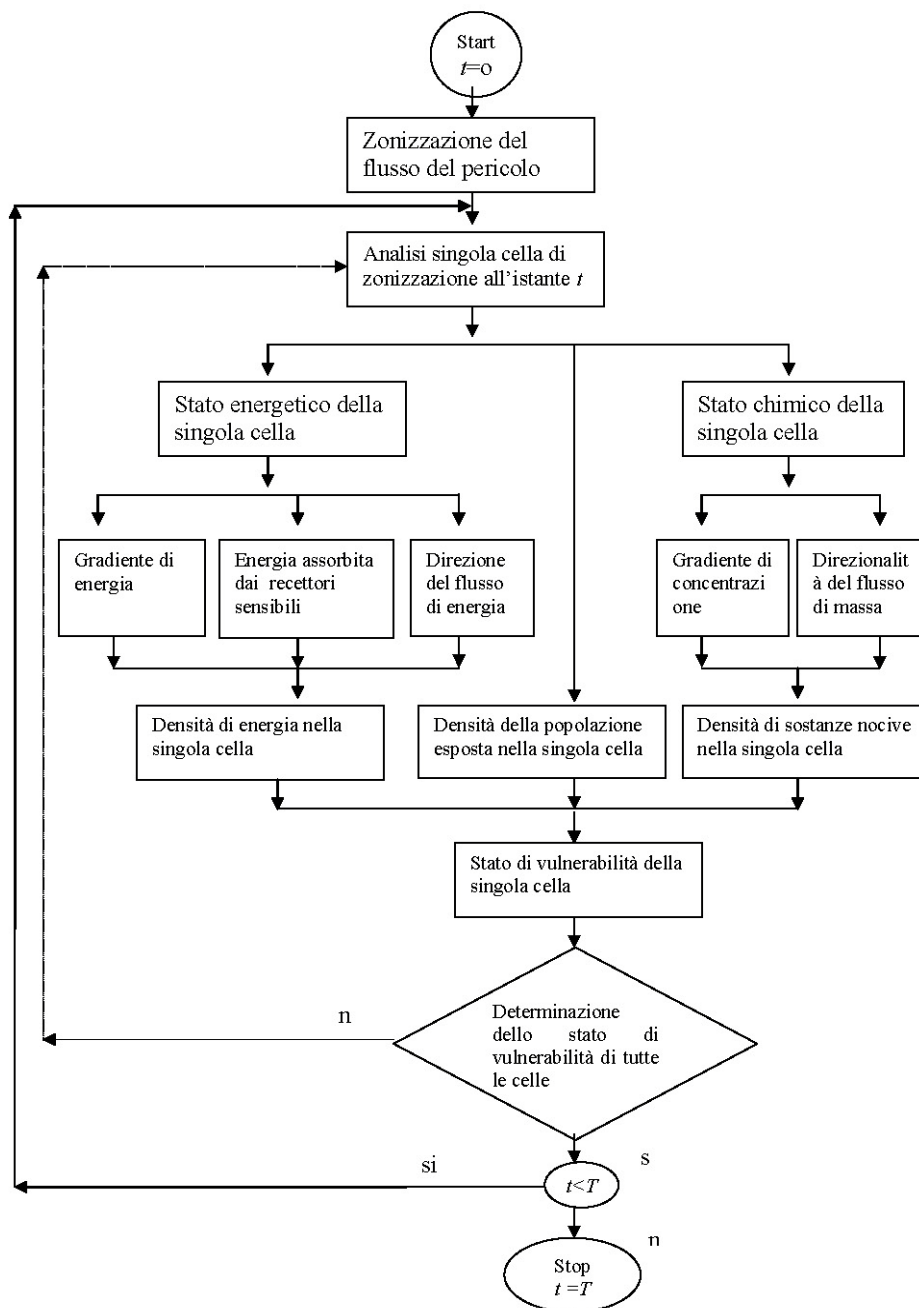 Start
t=o
Zonizzazione del
flusso del pericolo
Analisi singola cella di
zonizzazione all'istante t
Stato energetico della
singola cella
Stato chimico della
singola cella
Gradiente di
energia
Energia assorbita
dai recettori
sensibili
Direzione
del flusso
di energia
Gradiente di
concentrazi
one
Direzionalit
à del flusso
di massa
Densità di energia nella
singola cella
Densità della popolazione
esposta nella singola cella
Densità di sostanze nocive
nella singola cella
Stato di vulnerabilità della
singola cella
Determinazione
dello stato di
vulnerabilità di tutte
le celle
n
s
si
t<T
n
Stop
t =T